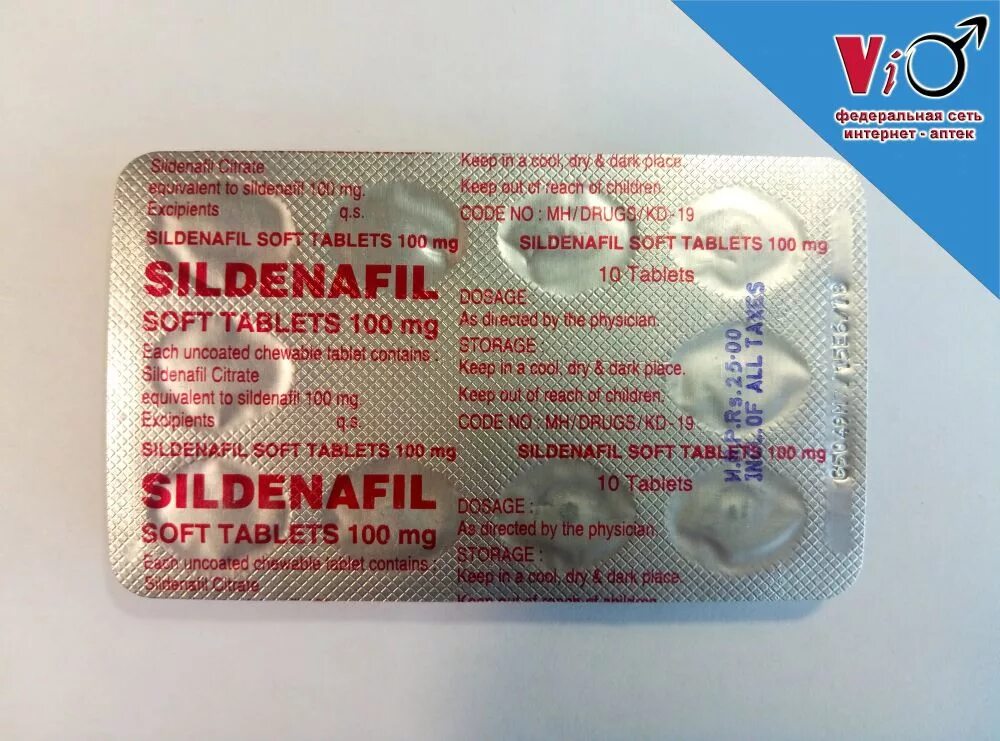 Vi
федеральная сеть
интернет - аптек
Sildenafil Citrate
equivalent to sildenafil 100 mg.
Excipients q.s.
SILDENAFIL SOFT TABLETS 100 mg
SILDENAFIL
SOFT TABLETS 100 mg
Each uncoated chewable tablet contains :
Sildenafil Citrate
equivalent to sildenafil 100 mg
Excipients q.s.
SILDENAFIL SOFT TABLETS 100 mg
SILDENAFIL
SOFT TABLETS 100 mg
Each uncoated chewable tablet contains :
Sildenafil Citrate
Keep in a cool, dry & dark place.
Keep out of reach of children.
CODE NO : MH/DRUGS/KD-19
SILDENAFIL SOFT TABLETS 100 mg
10 Tablets
DOSAGE
As directed by the physician.
STORAGE
Keep in a cool, dry & dark place.
Keep out of reach of children.
CODE NO : MH/DRUGS/KD-19
SILDENAFIL SOFT TABLETS 100 mg
10 Tablets
DOSAGE :
As directed by the physician.
STORAGE :
Keep in a cool, dry & dark place.
Keep out of reach of children
M.R.P.Rs.25.00
OF ALL TAXES